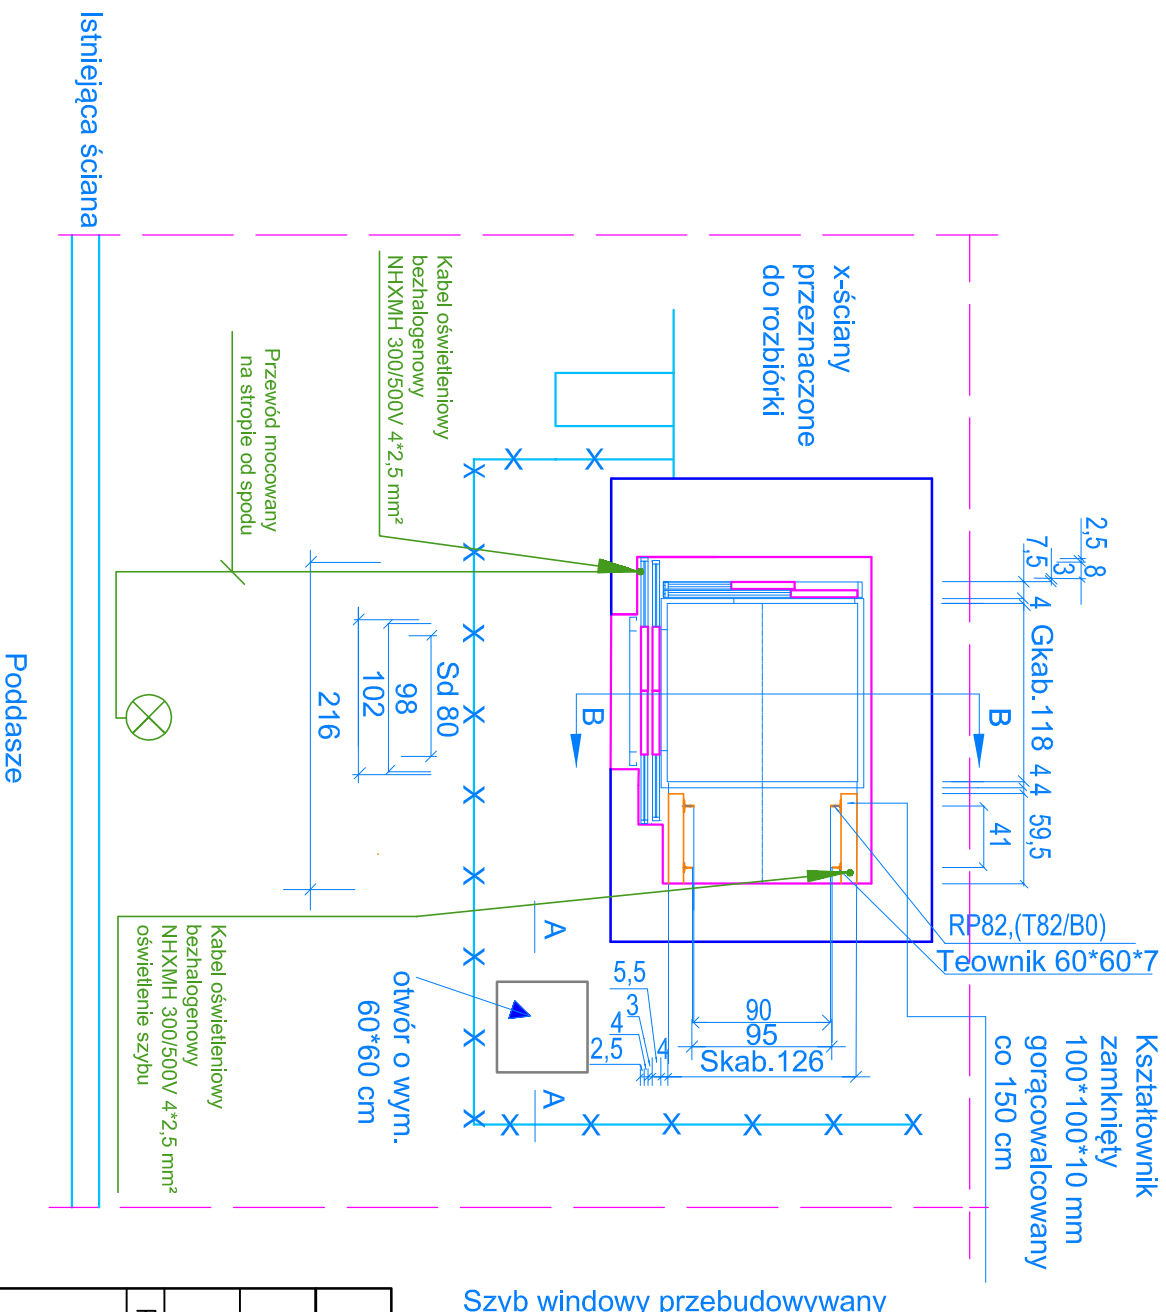 Istniejąca ściana
x-ściany
przeznaczone
do rozbiórki
Kabel oświetleniowy
bezhalogenowy
NHXMH 300/500V 4*2,5 mm²
Przewód mocowany
na stropie od spodu
2,5
8
3
7,5
4
Gkab.118
4
4
59,5
41
B
B
Sd 80
98
102
216
Poddasze
RP82,(T82/B0)
Teownik 60*60*7
Kształtownik
zamknięty
100*100*10 mm
gorącowalcowany
co 150 cm
90
95
Skab.126
5,5
3
4
2,5
4
A
A
otwór o wym.
60*60 cm
Kabel oświetleniowy
bezhalogenowy
NHXMH 300/500V 4*2,5 mm²
oświetlenie szybu
Szyb windowy przebudowywany